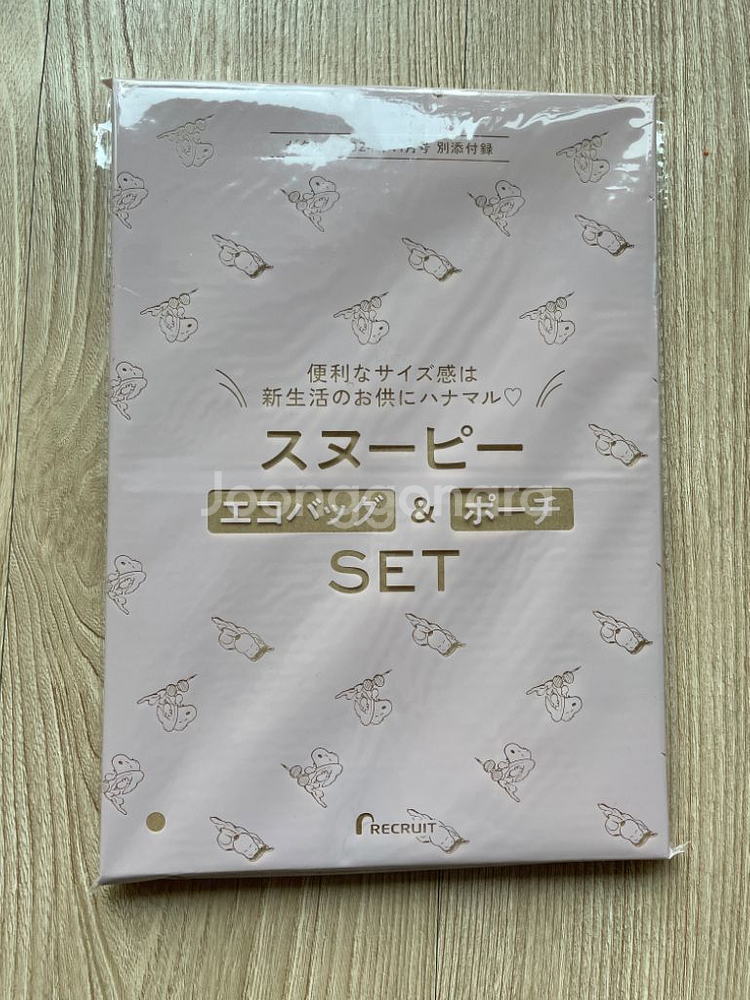 別添付録
便利なサイズ感は
新生活のお供にハナマル♡
スヌーピー
エコバッグ & ポーチ
Joonggonara
SET
RECRUIT